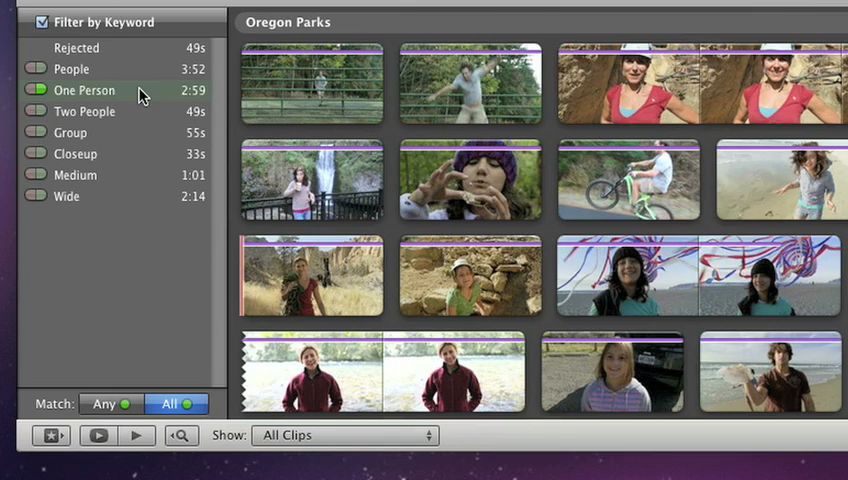 Filter by Keyword
Oregon Parks
Rejected 49s
People 3:52
One Person 2:59
Two People 49s
Group 55s
Closeup 33s
Medium 1:01
Wide 2:14
Match: Any All
Show: All Clips